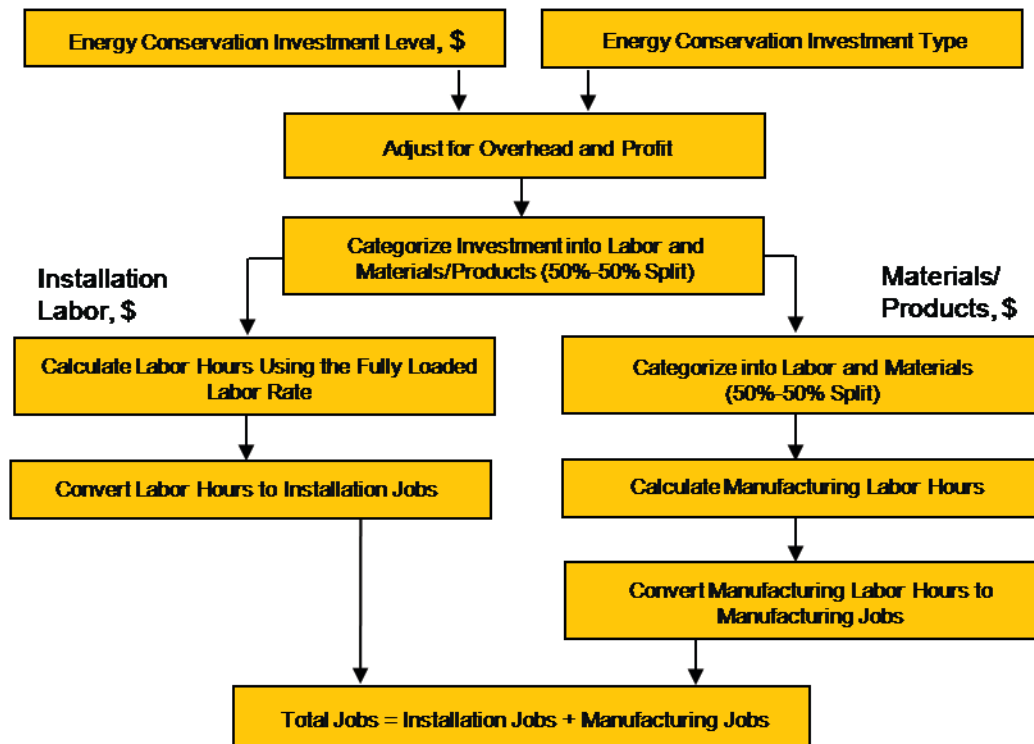 Energy Conservation Investment Level, $
Energy Conservation Investment Type
Adjust for Overhead and Profit
Categorize Investment into Labor and
Materials/Products (50%-50% Split)
Installation
Labor, $
Materials/
Products, $
Calculate Labor Hours Using the Fully Loaded
Labor Rate
Categorize into Labor and Materials
(50%-50% Split)
Convert Labor Hours to Installation Jobs
Calculate Manufacturing Labor Hours
Convert Manufacturing Labor Hours to
Manufacturing Jobs
Total Jobs = Installation Jobs + Manufacturing Jobs